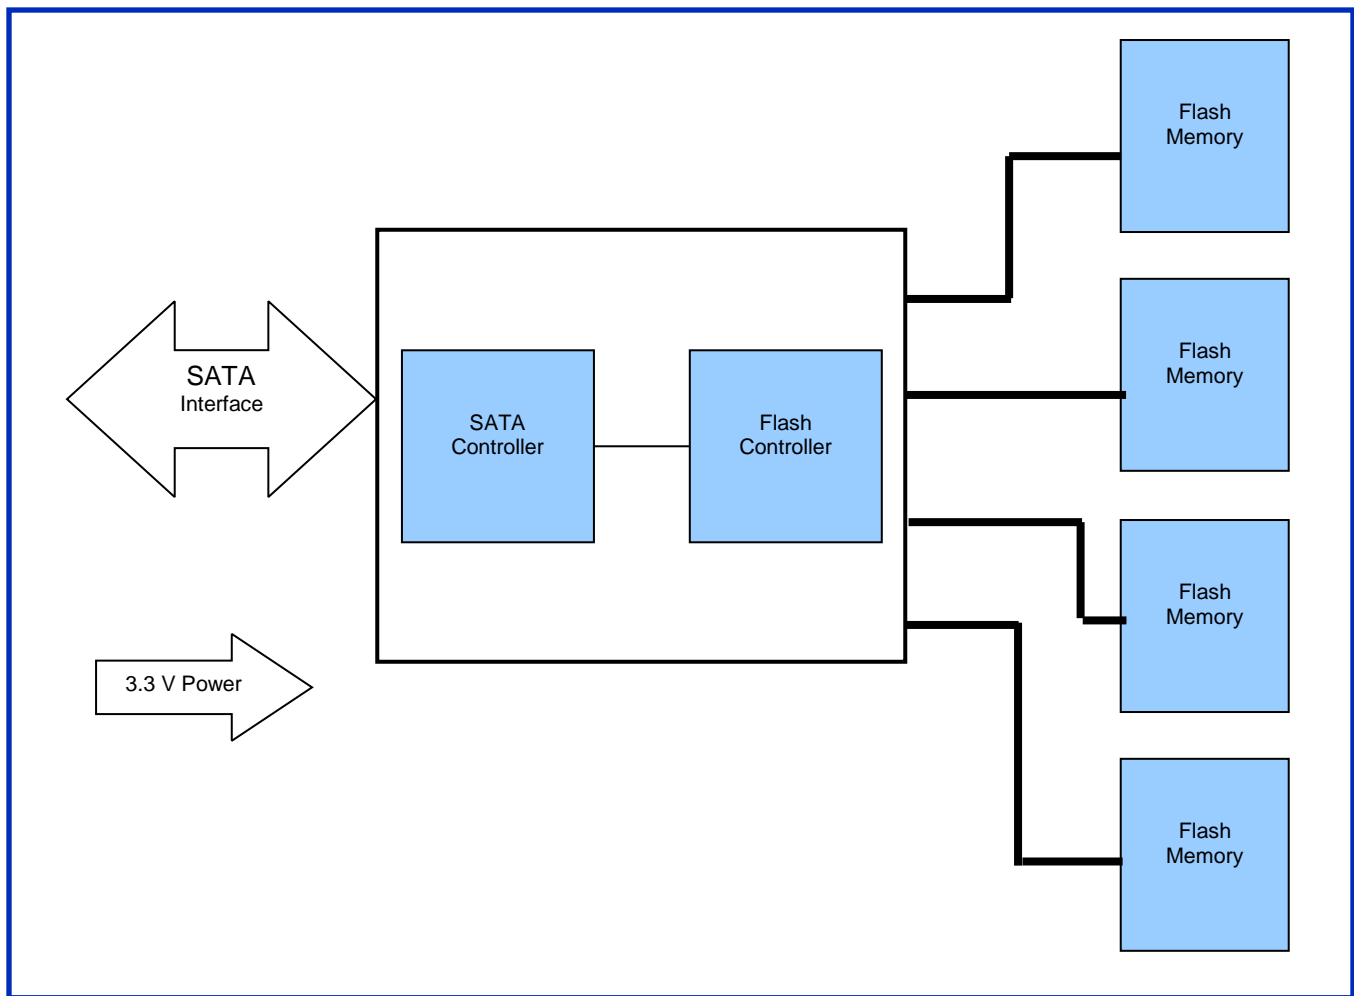 Flash
Memory
Flash
Memory
SATA
Interface
SATA
Controller
Flash
Controller
Flash
Memory
3.3 V Power
Flash
Memory